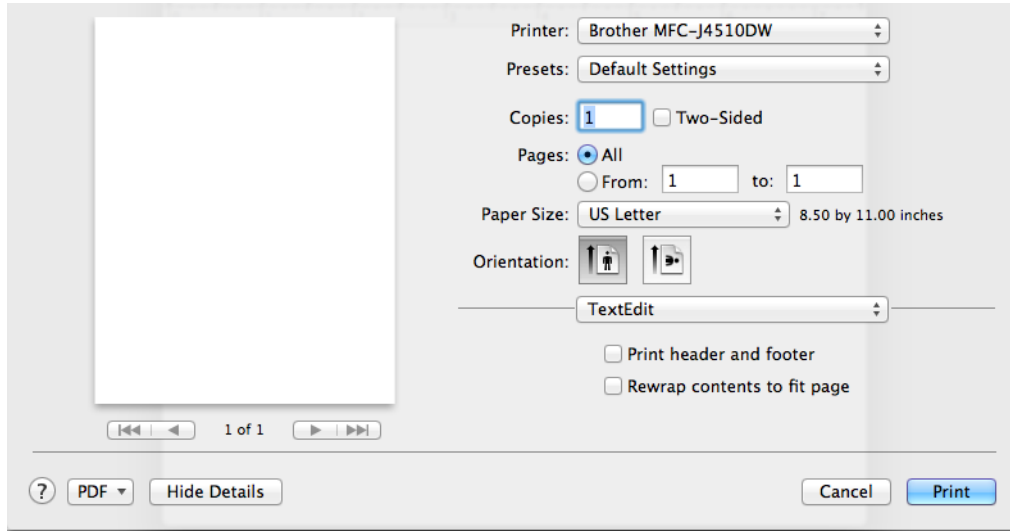 Printer: Brother MFC-J4510DW
Presets: Default Settings
Copies: 1 Two-Sided
Pages: All
From: 1 to: 1
Paper Size: US Letter 8.50 by 11.00 inches
Orientation:
TextEdit
Print header and footer
Rewrap contents to fit page
1 of 1
? PDF Hide Details Cancel Print